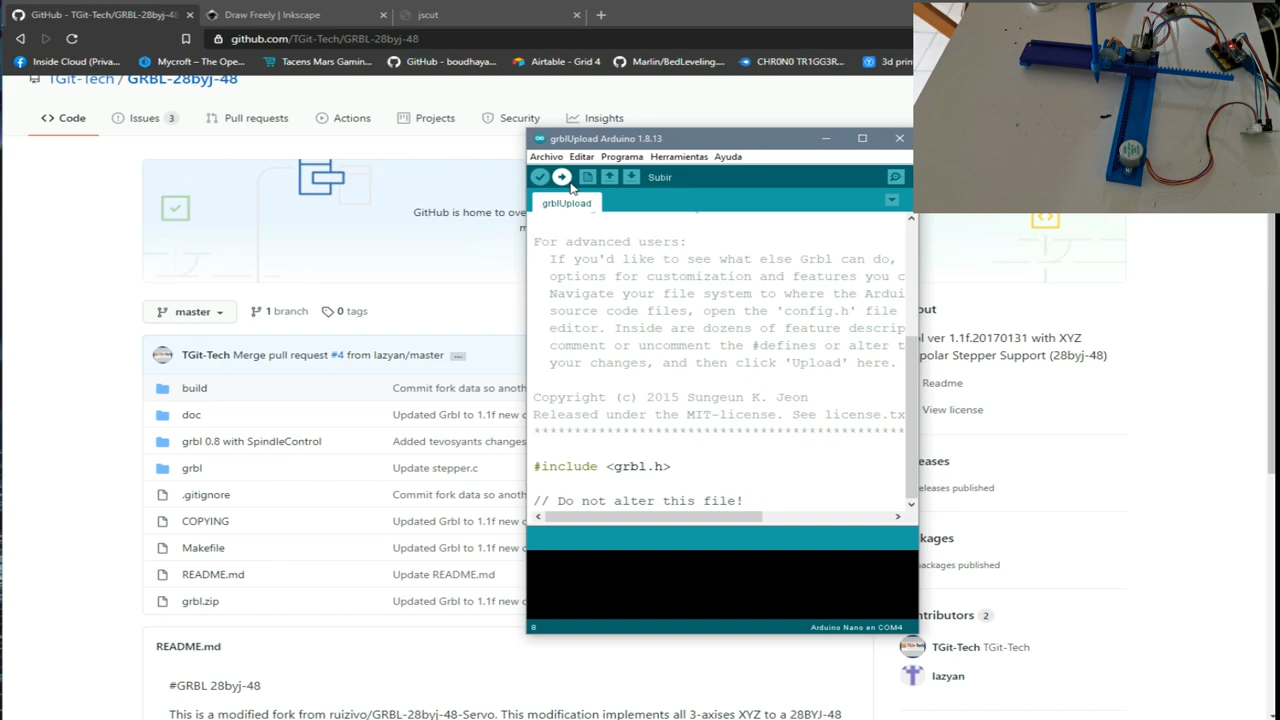 GitHub - TGit-Tech/GRBL-28byj-4
Draw Freely | Inkscape
jscut
github.com/TGit-Tech/GRBL-28byj-48
Inside Cloud (Priva...
Mycroft – The Ope...
Tacens Mars Gamin...
GitHub - boudhaya...
Airtable - Grid 4
Marlin/BedLeveling....
CHR0N0 TR1GG3R...
3d prin
TGit-Tech / GRBL-28byj-48
Code
Issues 3
Pull requests
Actions
Projects
Security
Insights
GitHub is home to ove
m
master
1 branch
0 tags
TGit-Tech Merge pull request #4 from lazyan/master ...
build
Commit fork data so anoth
doc
Updated Grbl to 1.1f new c
grbl 0.8 with SpindleControl
Added tevosyants changes
grbl
Update stepper.c
.gitignore
Commit fork data so anoth
COPYING
Updated Grbl to 1.1f new c
Makefile
Updated Grbl to 1.1f new c
README.md
Update README.md
grbl.zip
Updated Grbl to 1.1f new c
README.md
#GRBL 28byj-48
This is a modified fork from ruizivo/GRBL-28byj-48-Servo. This modification implements all 3-axises XYZ to a 28BYJ-48
grblUpload Arduino 1.8.13
Archivo Editar Programa Herramientas Ayuda
Subir
grblUpload
For advanced users:
If you'd like to see what else Grbl can do,
options for customization and features you c
Navigate your file system to where the Ardui
source code files, open the 'config.h' file
editor. Inside are dozens of feature descrip
comment or uncomment the #defines or alter t
your changes, and then click 'Upload' here.
Copyright (c) 2015 Sungeun K. Jeon
Released under the MIT-license. See license.tx
*******************************************
#include <grbl.h>
// Do not alter this file!
8
Arduino Nano en COM4
out
l ver 1.1f.20170131 with XYZ
polar Stepper Support (28byj-48)
Readme
View license
eases
eleases published
kages
ackages published
ntributors 2
TGit-Tech TGit-Tech
lazyan